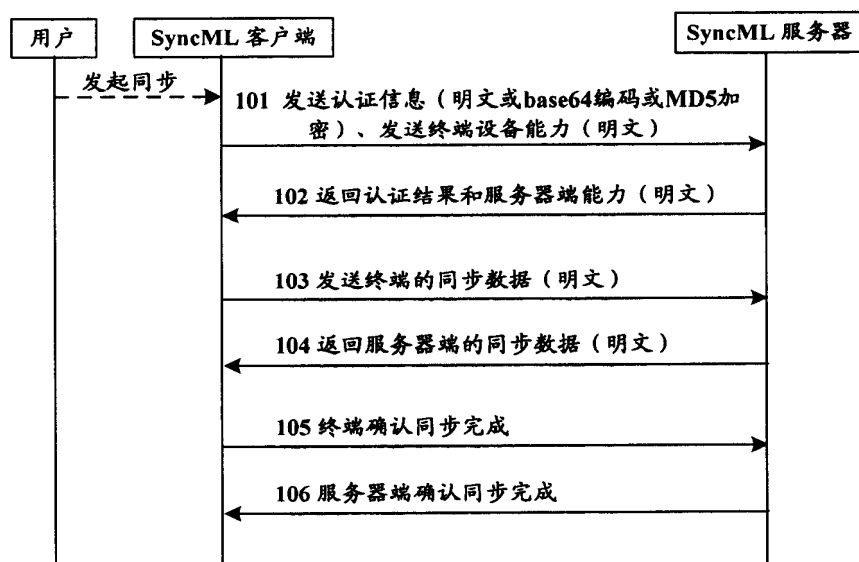 用户
SyncML 客户端
SyncML 服务器
发起同步
101 发送认证信息（明文或base64编码或MD5加
密）、发送终端设备能力（明文）
102 返回认证结果和服务器端能力（明文）
103 发送终端的同步数据（明文）
104 返回服务器端的同步数据（明文）
105 终端确认同步完成
106 服务器端确认同步完成